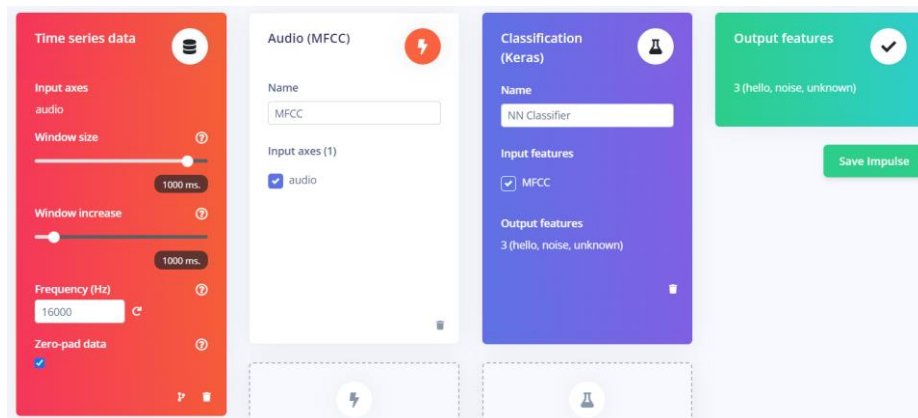 Time series data
Input axes
audio
Window size
1000 ms.
Window increase
1000 ms.
Frequency (Hz)
16000
Zero-pad data
Audio (MFCC)
Name
MFCC
Input axes (1)
audio
Classification
(Keras)
Name
NN Classifier
Input features
MFCC
Output features
3 (hello, noise, unknown)
Output features
3 (hello, noise, unknown)
Save Impulse